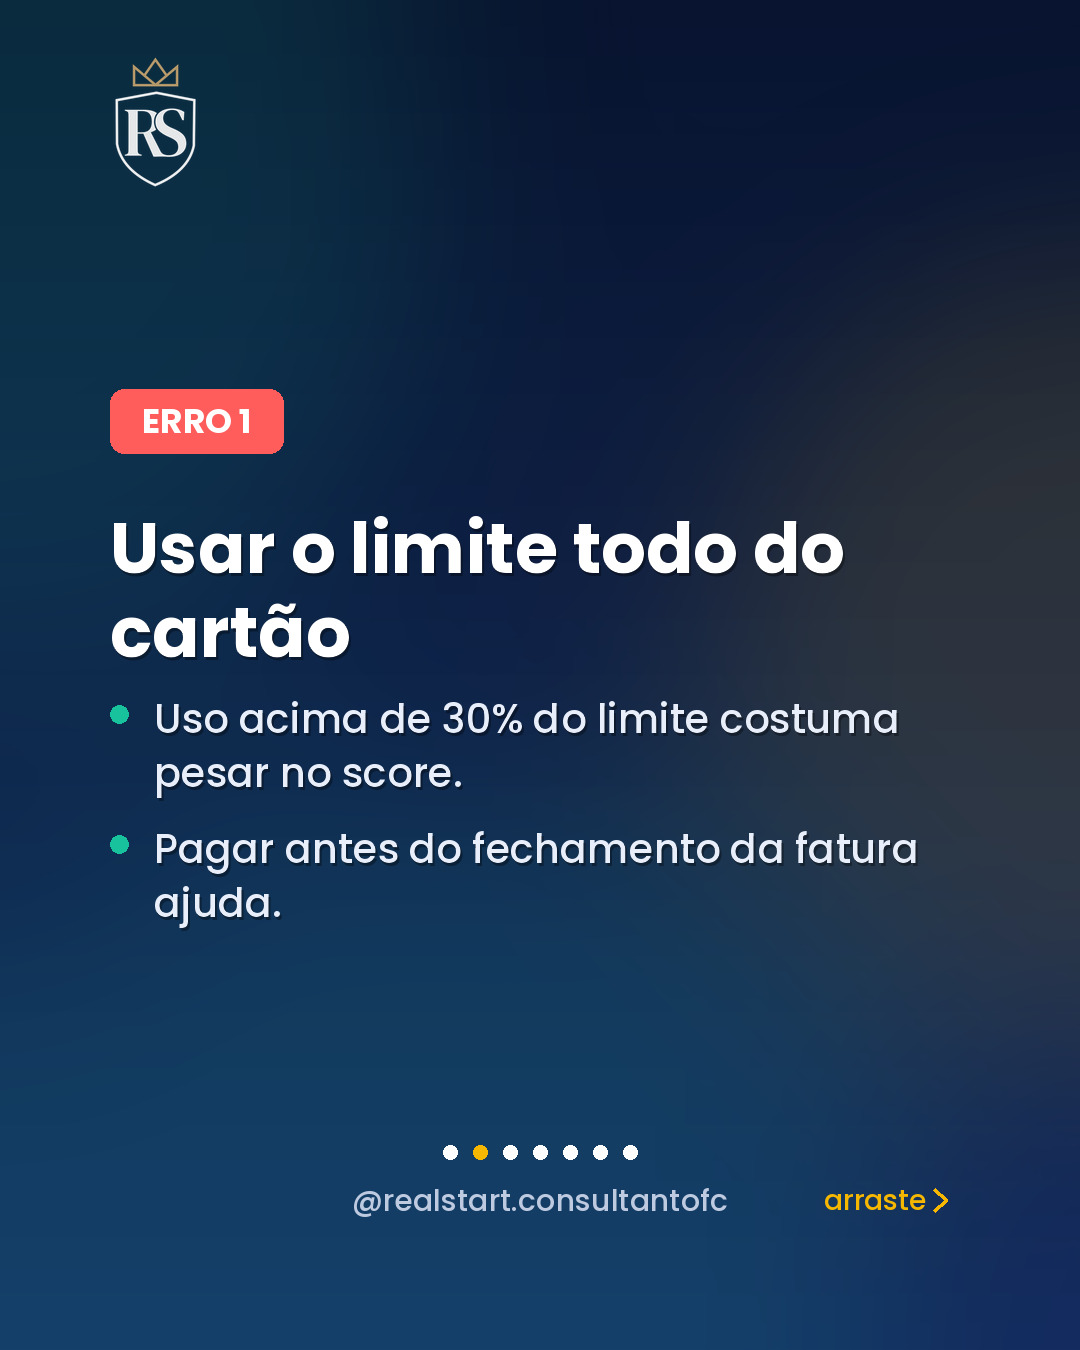 RS
ERRO 1
Usar o limite todo do
cartão
Uso acima de 30% do limite costuma
pesar no score.
Pagar antes do fechamento da fatura
ajuda.
@realstart.consultantofc
arraste